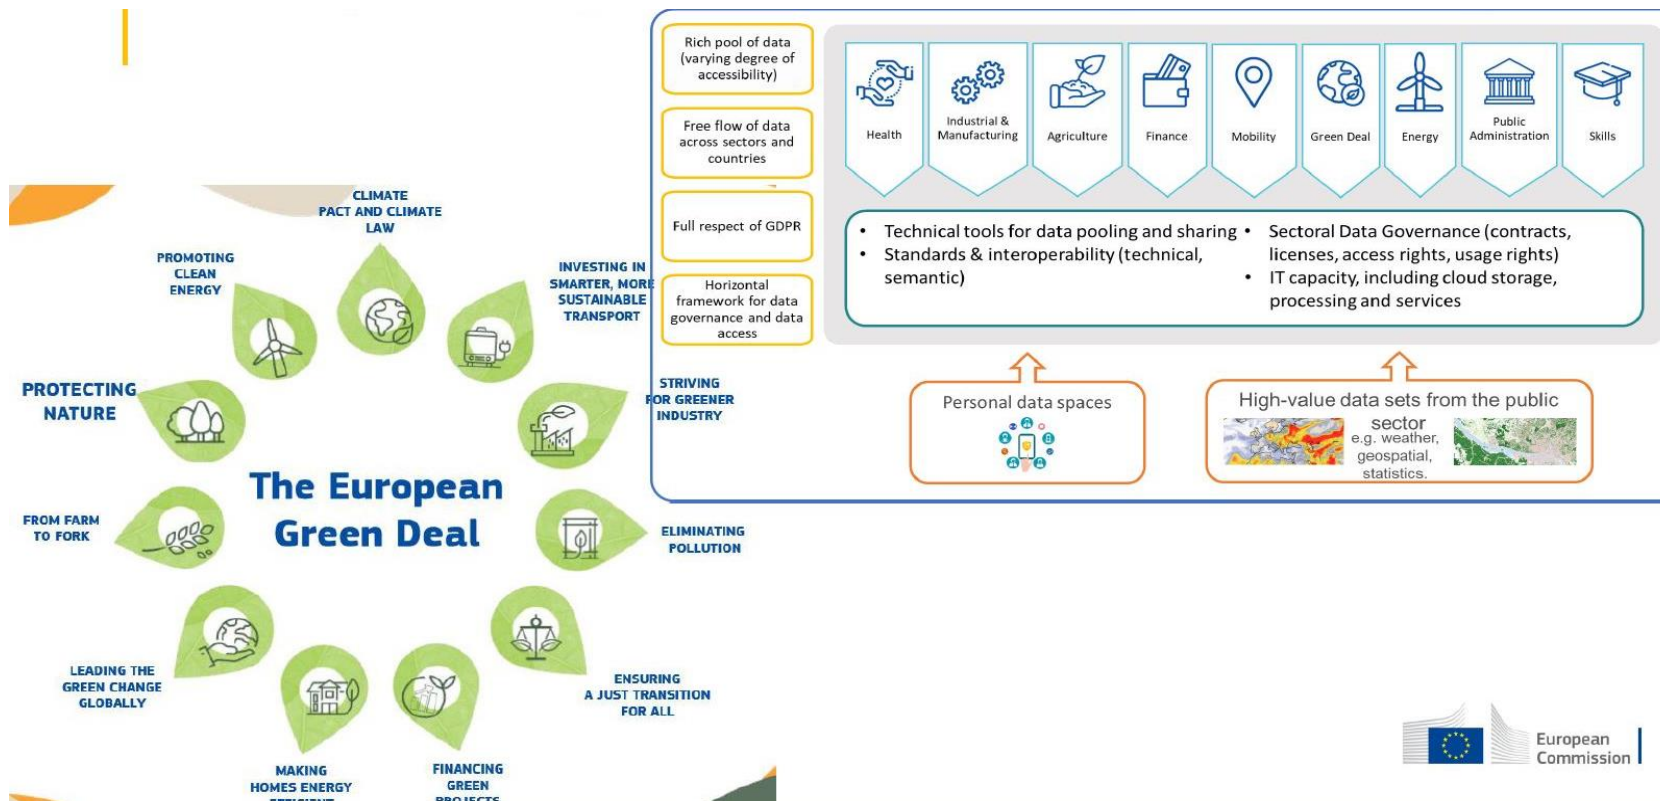 Rich pool of data
(varying degree of
accessibility)
Free flow of data
across sectors and
countries
Full respect of GDPR
Horizontal
framework for data
governance and data
access
Health
Industrial &
Manufacturing
Agriculture
Finance
Mobility
Green Deal
Energy
Public
Administration
Skills
• Technical tools for data pooling and sharing
• Standards & interoperability (technical,
semantic)
• Sectoral Data Governance (contracts,
licenses, access rights, usage rights)
• IT capacity, including cloud storage,
processing and services
Personal data spaces
High-value data sets from the public
sector
e.g. weather,
geospatial,
statistics.
CLIMATE
PACT AND CLIMATE
LAW
PROMOTING
CLEAN
ENERGY
INVESTING IN
SMARTER, MORE
SUSTAINABLE
TRANSPORT
PROTECTING
NATURE
STRIVING
FOR GREENER
INDUSTRY
The European
Green Deal
FROM FARM
TO FORK
ELIMINATING
POLLUTION
LEADING THE
GREEN CHANGE
GLOBALLY
ENSURING
A JUST TRANSITION
FOR ALL
MAKING
HOMES ENERGY
EFFICIENT
FINANCING
GREEN
PROJECTS
European
Commission